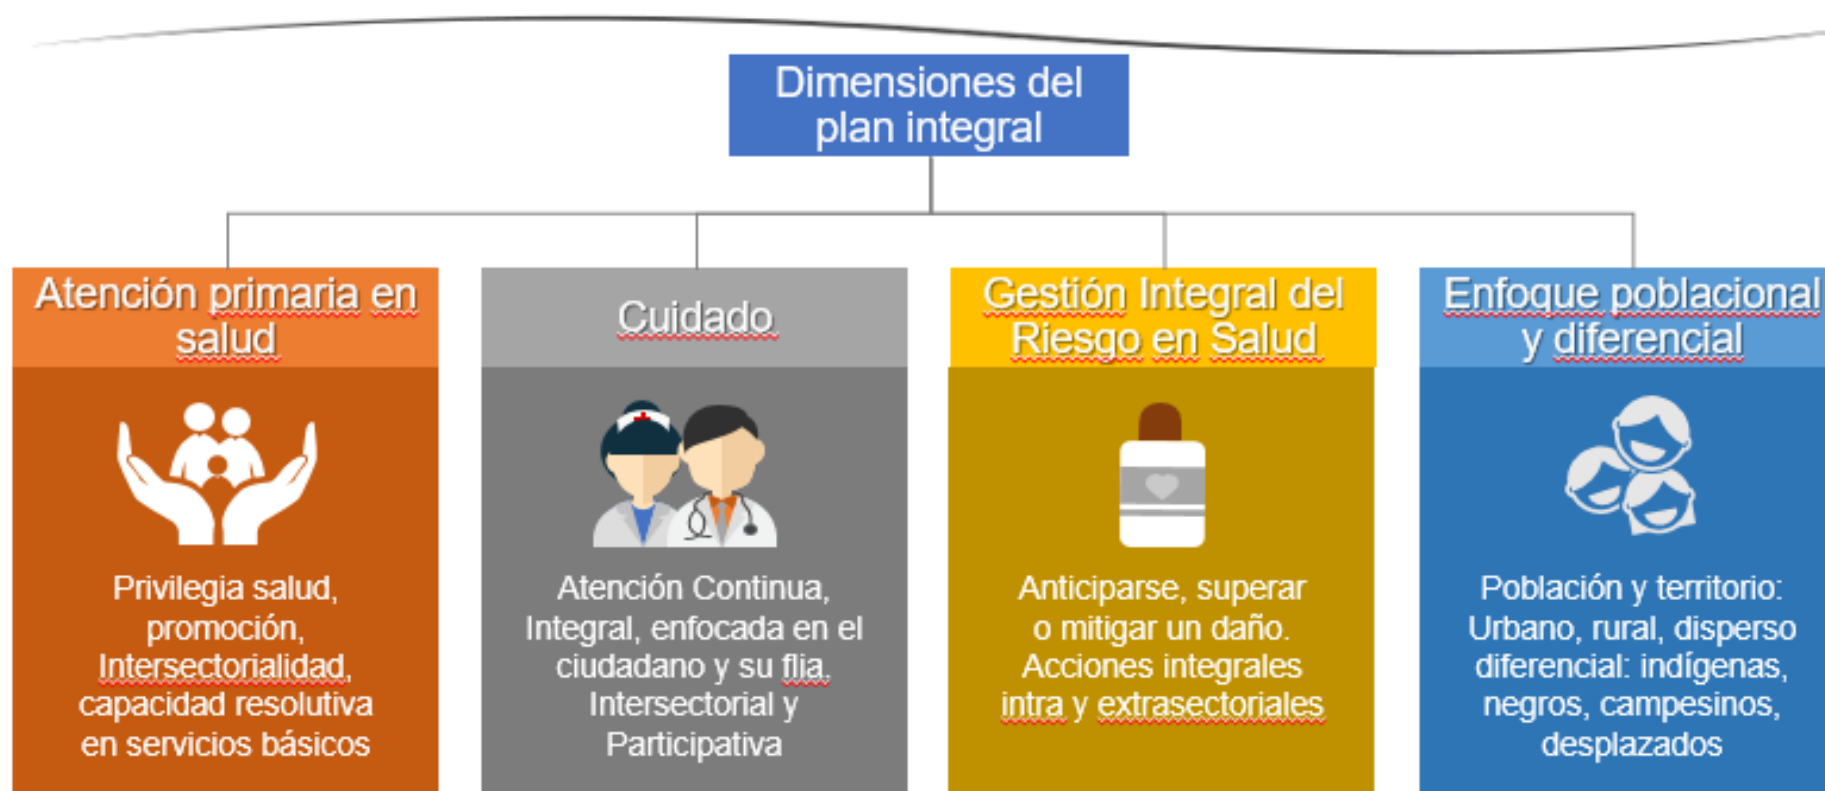 Dimensiones del
plan integral
Atención primaria en
salud
Privilegia salud,
promoción,
Intersectorialidad,
capacidad resolutiva
en servicios básicos
Cuidado
Atención Continua,
Integral, enfocada en el
ciudadano y su flia.
Intersectorial y
Participativa
Gestión Integral del
Riesgo en Salud
Anticiparse, superar
o mitigar un daño.
Acciones integrales
intra y extrasectoriales
Enfoque poblacional
y diferencial
Población y territorio:
Urbano, rural, disperso
diferencial: indígenas,
negros, campesinos,
desplazados